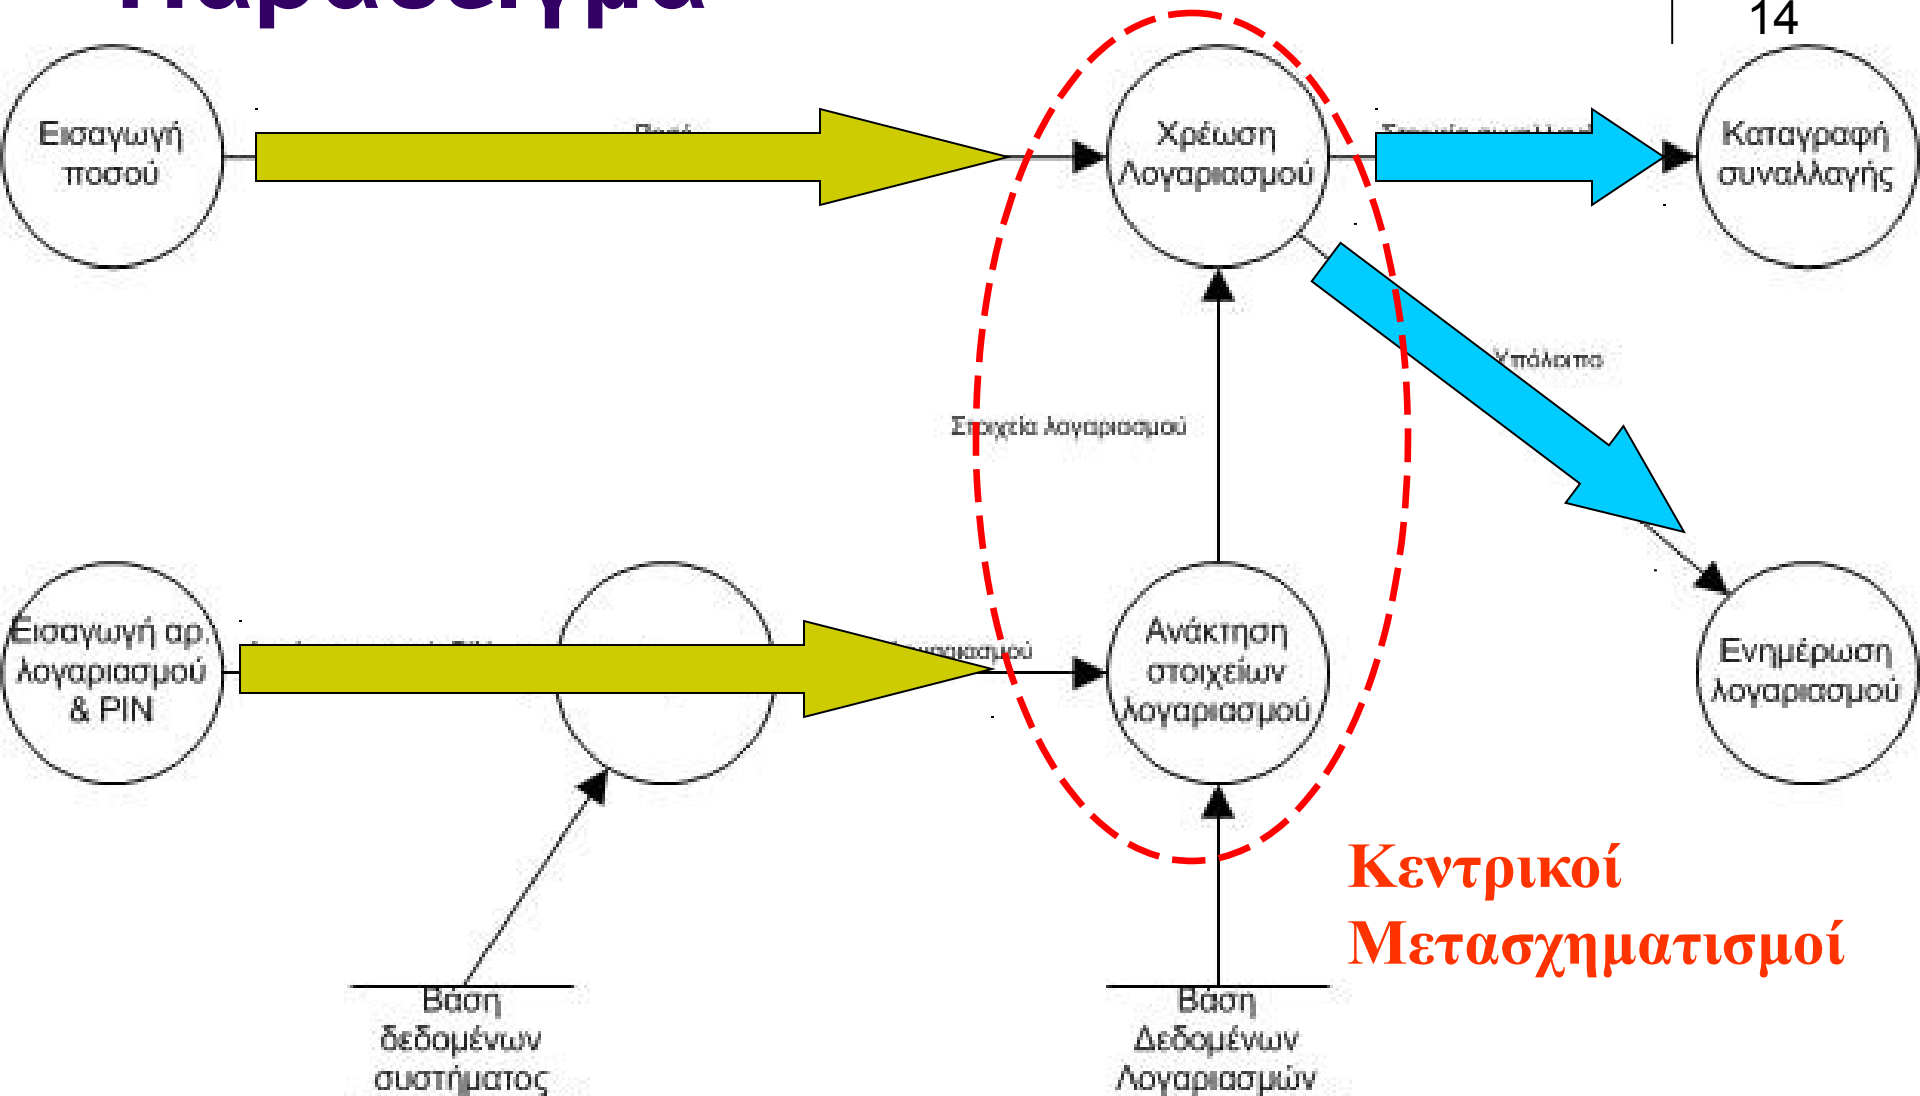 Παράδειγμα
14
Εισαγωγή
ποσού
Χρέωση
Λογαριασμού
Καταγραφή
συναλλαγής
Υπόλοιπο
Στοιχεία λογαριασμού
Εισαγωγή αρ.
λογαριασμού
& PIN
Ανάκτηση
στοιχείων
λογαριασμού
Ενημέρωση
λογαριασμού
Κεντρικοί
Μετασχηματισμοί
Βάση
δεδομένων
συστήματος
Βάση
Δεδομένων
Λογαριασμών